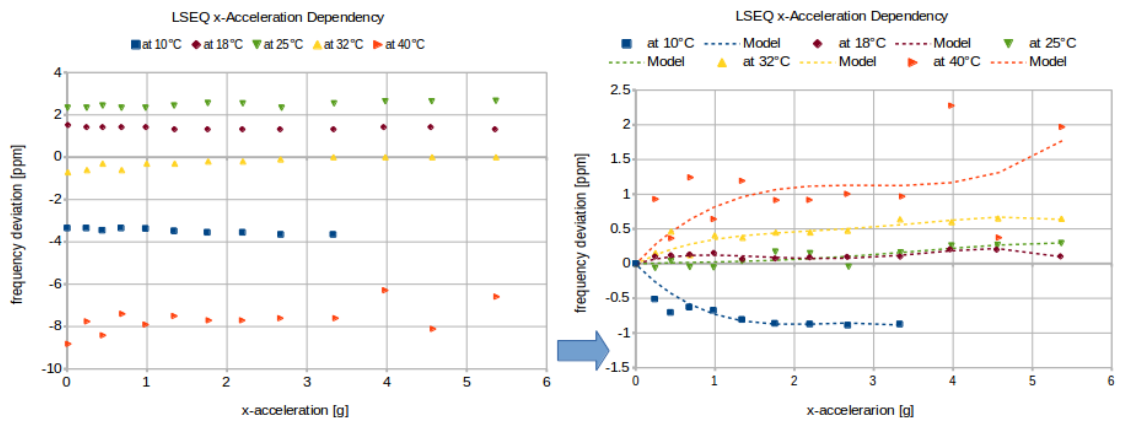 LSEQ x-Acceleration Dependency
at 10°C at 18°C at 25°C at 32°C at 40°C
4
2
0
-2
-4
-6
-8
-10
frequency deviation [ppm]
0 1 2 3 4 5 6
x-acceleration [g]
LSEQ x-Acceleration Dependency
at 10°C Model at 18°C Model at 25°C
Model at 32°C Model at 40°C Model
2.5
2
1.5
1
0.5
0
-0.5
-1
-1.5
frequency deviation [ppm]
0 1 2 3 4 5 6
x-accelerarion [g]